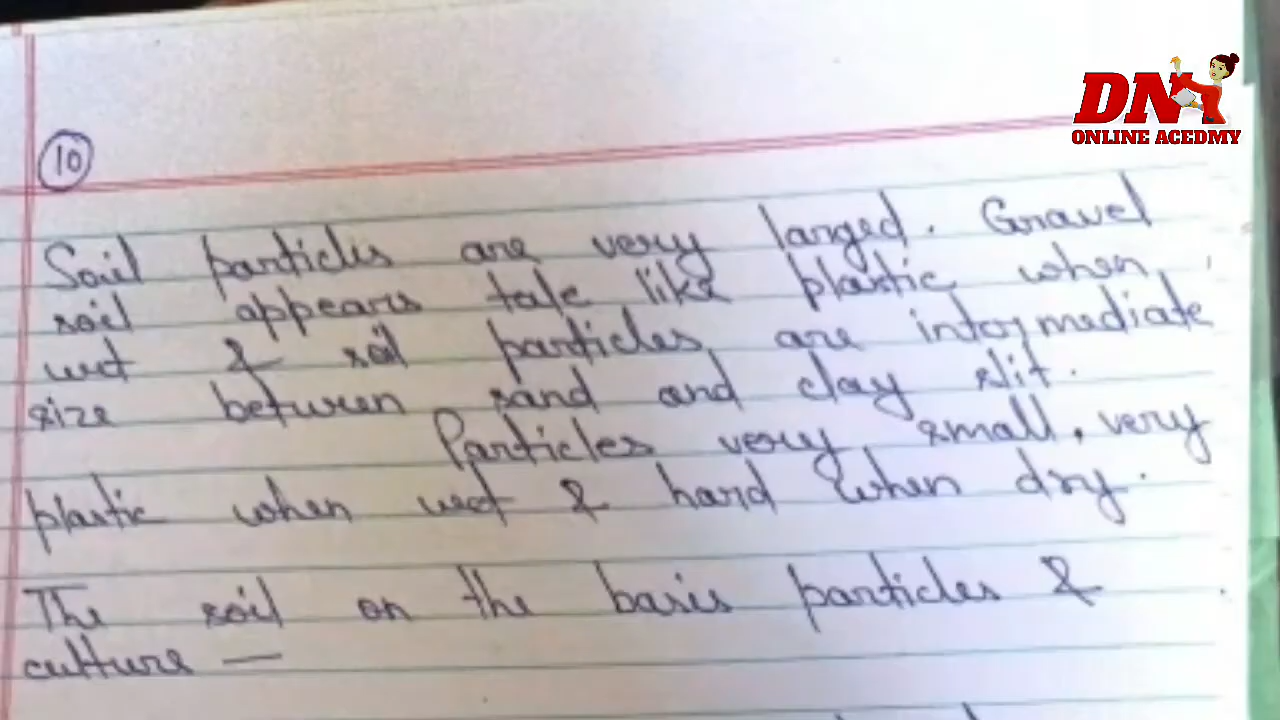 DNA
ONLINE ACEDMY
10
Soil particles are very larged. Gravel
soil appears talc like plastic when
wet & soil particles are intermediate
size between sand and clay slit.
Particles very small, very
plastic when wet & hard when dry.
The soil on the basis particles &
culture —